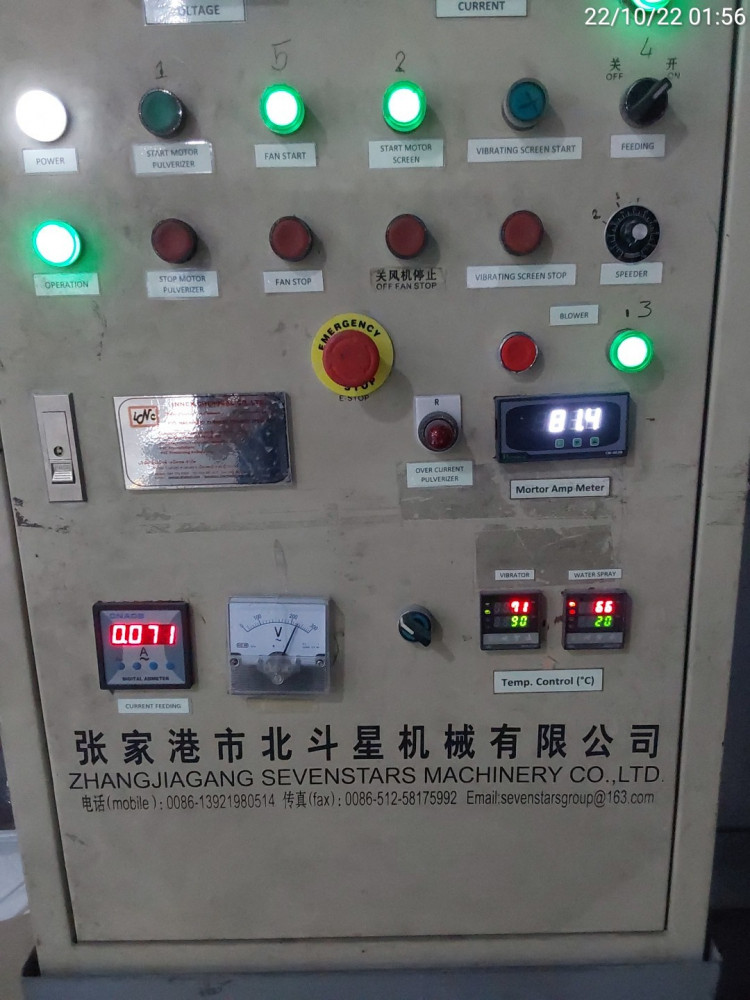 22/10/22 01:56
VOLTAGE
CURRENT
1
5
2
4
关 开
OFF ON
POWER
START MOTOR
PULVERIZER
FAN START
START MOTOR
SCREEN
VIBRATING SCREEN START
FEEDING
2
OPERATION
STOP MOTOR
PULVERIZER
FAN STOP
关风机停止
OFF FAN STOP
VIBRATING SCREEN STOP
SPEEDER
BLOWER
3
EMERGENCY
STOP
E-STOP
R
LNC
81.4
OVER CURRENT
PULVERIZER
Mortor Amp Meter
VIBRATOR
WATER SPRAY
0.071
A
DIGITAL AMMETER
0 100 200 300
V
71
90
66
20
CURRENT FEEDING
Temp. Control (°C)
张家港市北斗星机械有限公司
ZHANGJIAGANG SEVENSTARS MACHINERY CO.,LTD.
电话(mobile): 0086-13921980514 传真(fax): 0086-512-58175992 Email:sevenstarsgroup@163.com